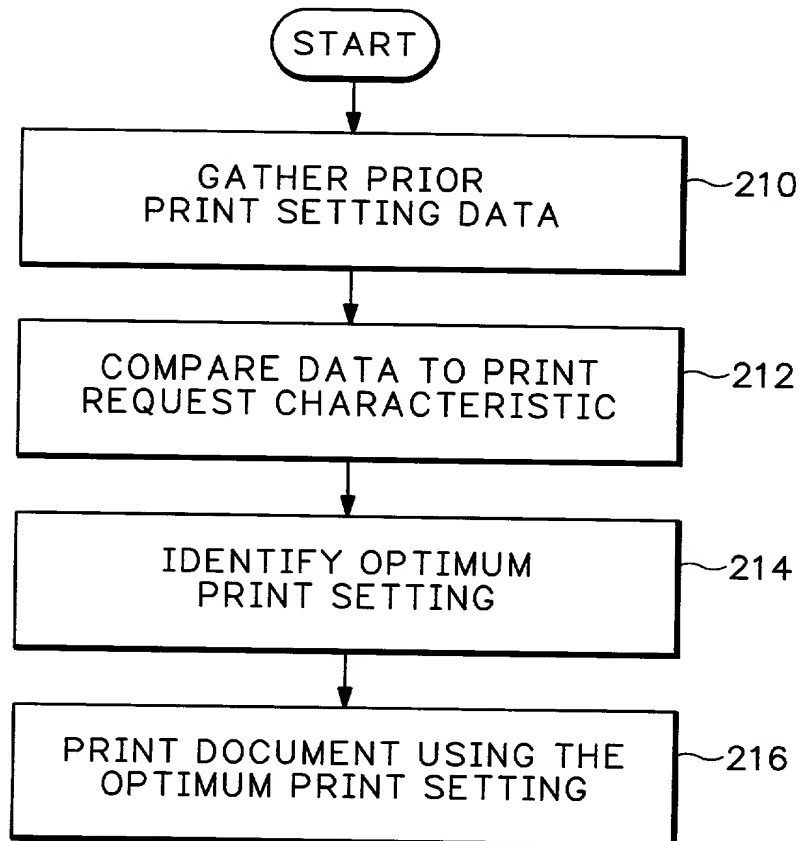 START
GATHER PRIOR
PRINT SETTING DATA
210
COMPARE DATA TO PRINT
REQUEST CHARACTERISTIC
212
IDENTIFY OPTIMUM
PRINT SETTING
214
PRINT DOCUMENT USING THE
OPTIMUM PRINT SETTING
216